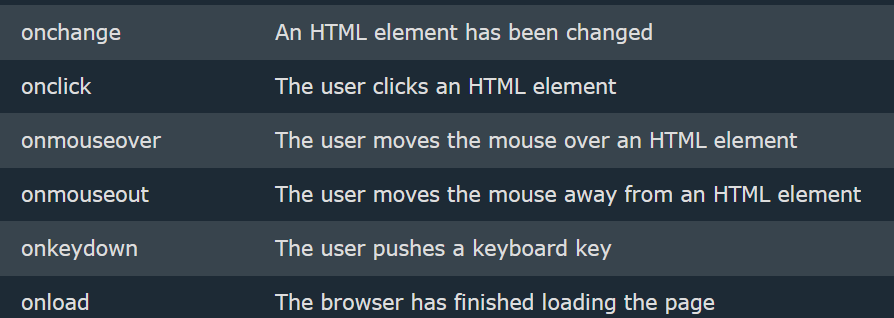 onchange An HTML element has been changed
onclick The user clicks an HTML element
onmouseover The user moves the mouse over an HTML element
onmouseout The user moves the mouse away from an HTML element
onkeydown The user pushes a keyboard key
onload The browser has finished loading the page